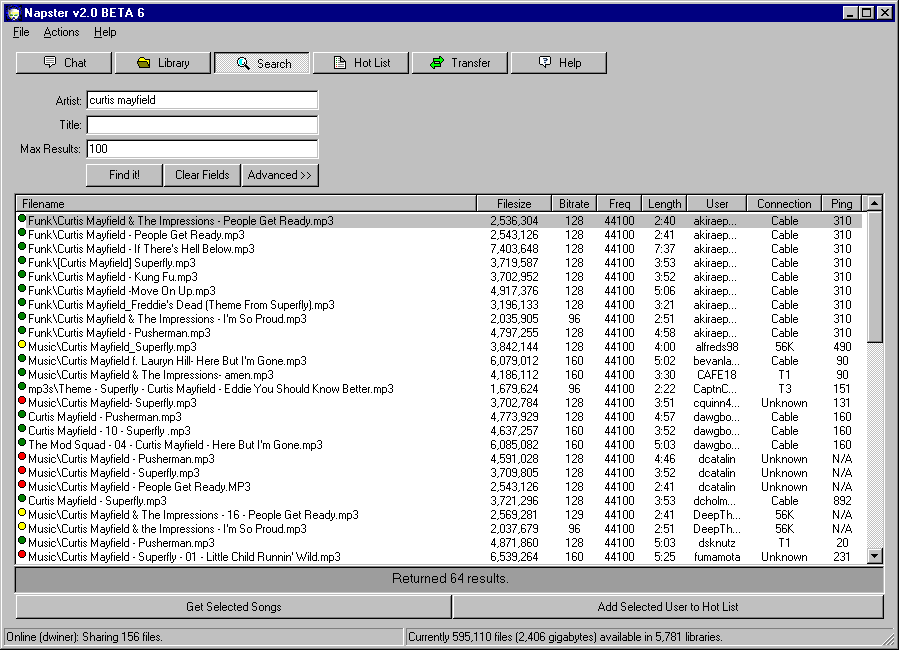 Napster v2.0 BETA 6
File Actions Help
Chat Library Search Hot List Transfer Help
Artist: curtis mayfield
Title:
Max Results: 100
Find it! Clear Fields Advanced >>
Filename Filesize Bitrate Freq Length User Connection Ping
Funk\Curtis Mayfield & The Impressions - People Get Ready.mp3 2,536,304 128 44100 2:40 akiraep... Cable 310
Funk\Curtis Mayfield - People Get Ready.mp3 2,543,126 128 44100 2:41 akiraep... Cable 310
Funk\Curtis Mayfield - If There's Hell Below.mp3 7,403,648 128 44100 7:37 akiraep... Cable 310
Funk\[Curtis Mayfield] Superfly.mp3 3,719,587 128 44100 3:53 akiraep... Cable 310
Funk\Curtis Mayfield - Kung Fu.mp3 3,702,952 128 44100 3:52 akiraep... Cable 310
Funk\Curtis Mayfield -Move On Up.mp3 4,917,376 128 44100 5:06 akiraep... Cable 310
Funk\Curtis Mayfield_Freddie's Dead (Theme From Superfly).mp3 3,196,133 128 44100 3:21 akiraep... Cable 310
Funk\Curtis Mayfield & The Impressions - I'm So Proud.mp3 2,035,905 96 44100 2:51 akiraep... Cable 310
Funk\Curtis Mayfield - Pusherman.mp3 4,797,255 128 44100 4:58 akiraep... Cable 310
Music\Curtis Mayfield_Superfly.mp3 3,842,144 128 44100 4:00 alfreds98 56K 490
Music\Curtis Mayfield f. Lauryn Hill- Here But I'm Gone.mp3 6,079,012 160 44100 5:02 bevanla... Cable 90
Music\Curtis Mayfield & The Impressions- amen.mp3 4,186,112 160 44100 3:30 CAFE18 T1 90
mp3s\Theme - Superfly - Curtis Mayfield - Eddie You Should Know Better.mp3 1,679,624 96 44100 2:22 CaptnC... T3 151
Music\Curtis Mayfield- Superfly.mp3 3,702,784 128 44100 3:51 cquinn4... Unknown 131
Curtis Mayfield - Pusherman.mp3 4,773,929 128 44100 4:57 dawgbo... Cable 160
Curtis Mayfield - 10 - Superfly .mp3 4,637,257 160 44100 3:52 dawgbo... Cable 160
The Mod Squad - 04 - Curtis Mayfield - Here But I'm Gone.mp3 6,085,082 160 44100 5:03 dawgbo... Cable 160
Music\Curtis Mayfield - Pusherman.mp3 4,591,028 128 44100 4:46 dcatalin Unknown N/A
Music\Curtis Mayfield - Superfly.mp3 3,709,805 128 44100 3:52 dcatalin Unknown N/A
Music\Curtis Mayfield - People Get Ready.MP3 2,543,126 128 44100 2:41 dcatalin Unknown N/A
Curtis Mayfield - Superfly.mp3 3,721,296 128 44100 3:53 dcholm... Cable 892
Music\Curtis Mayfield & The Impressions - 16 - People Get Ready.mp3 2,569,281 129 44100 2:41 DeepTh... 56K N/A
Music\Curtis Mayfield & the Impressions - I'm So Proud.mp3 2,037,679 96 44100 2:51 DeepTh... 56K N/A
Music\Curtis Mayfield - Pusherman.mp3 4,871,860 128 44100 5:03 dsknutz T1 20
Music\Curtis Mayfield - Superfly - 01 - Little Child Runnin' Wild.mp3 6,539,264 160 44100 5:25 fumamota Unknown 231
Returned 64 results.
Get Selected Songs Add Selected User to Hot List
Online (dwiner): Sharing 156 files. Currently 595,110 files (2,406 gigabytes) available in 5,781 libraries.